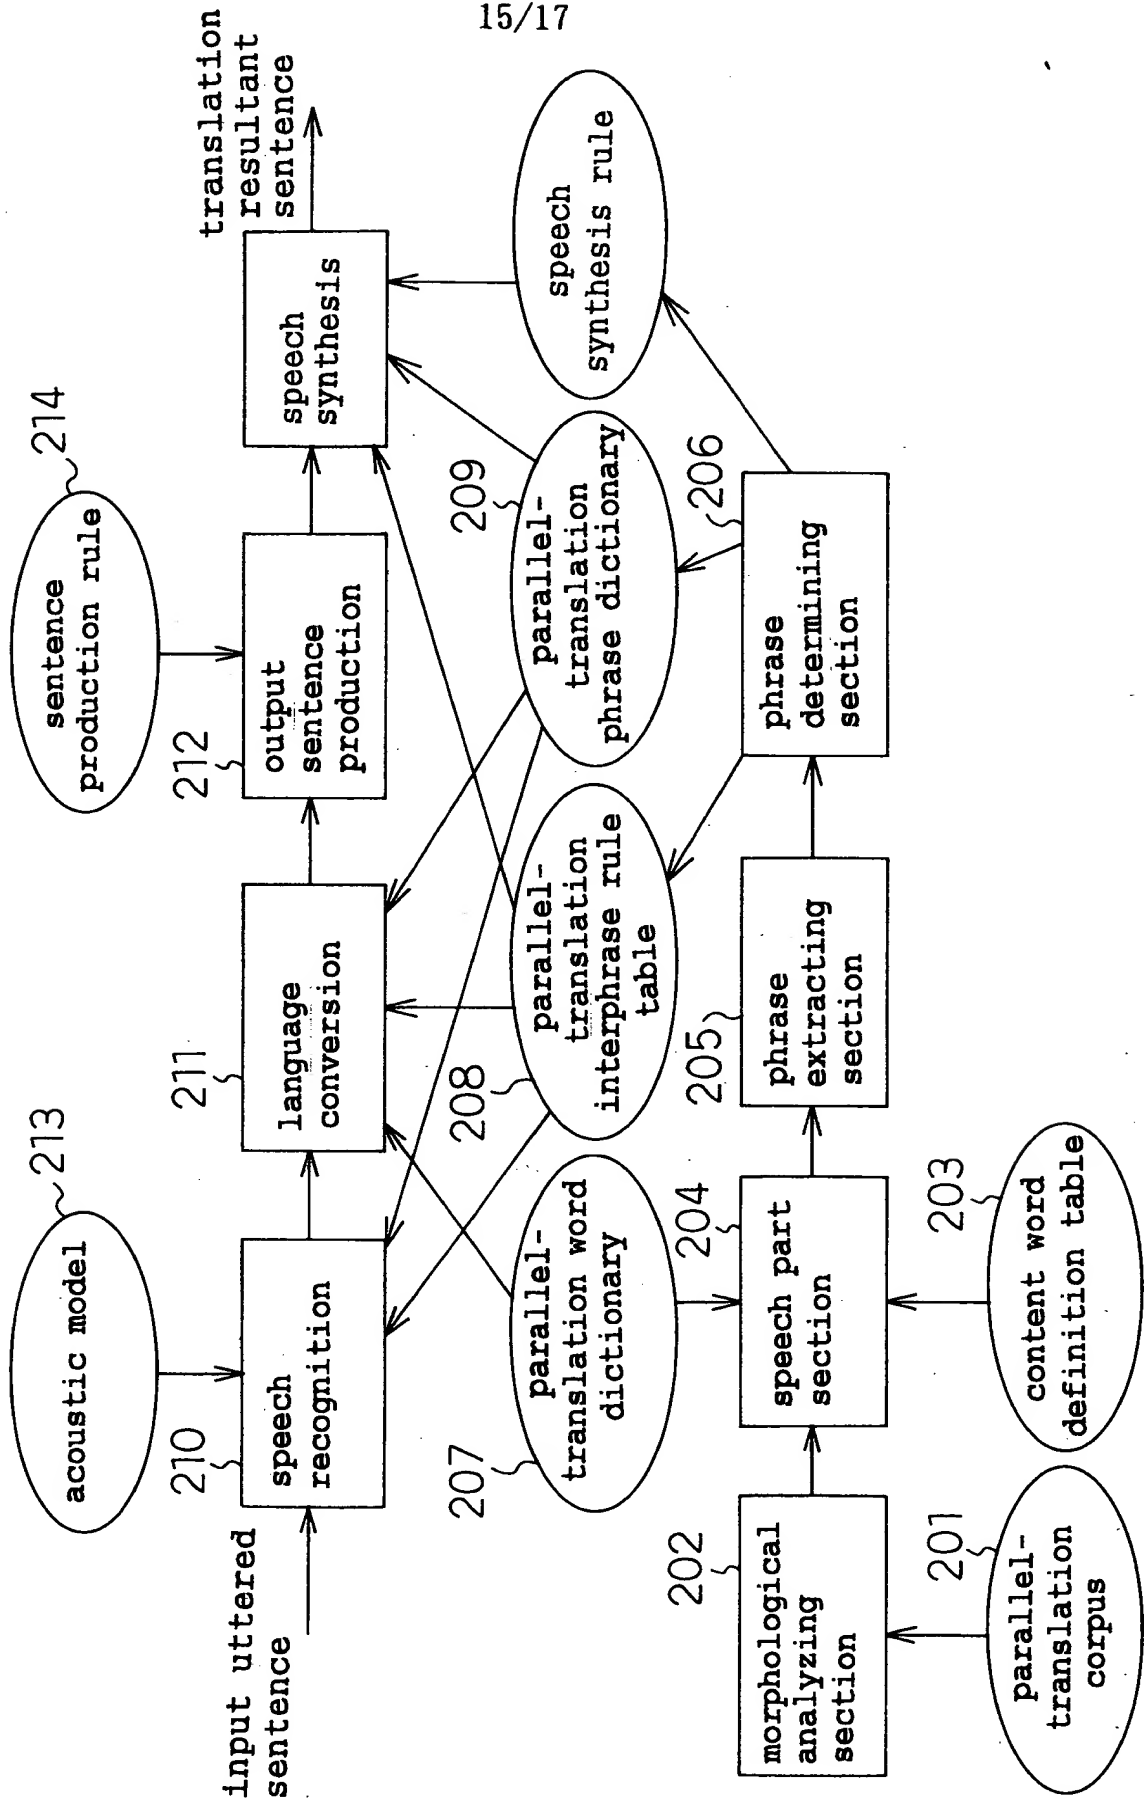 15/17
acoustic model
213
sentence
production rule
214
input uttered
sentence
210
speech
recognition
211
language
conversion
212
output
sentence
production
speech
synthesis
translation
resultant
sentence
207
parallel-
translation word
dictionary
208
parallel-
translation
interphrase rule
table
209
parallel-
translation
phrase dictionary
speech
synthesis rule
202
morphological
analyzing
section
204
speech part
section
205
phrase
extracting
section
206
phrase
determining
section
201
parallel-
translation
corpus
203
content word
definition table